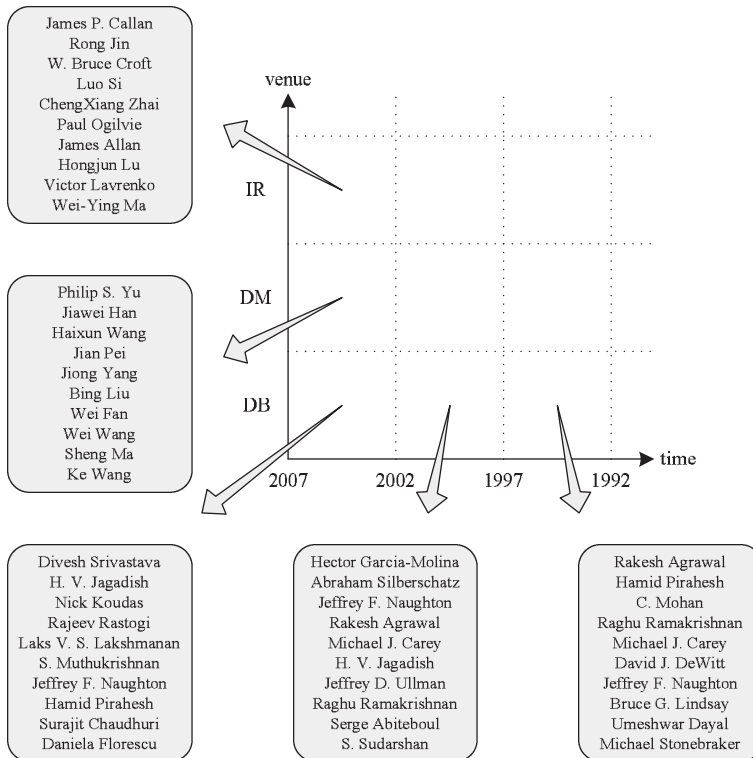 James P. Callan
Rong Jin
W. Bruce Croft
Luo Si
ChengXiang Zhai
Paul Ogilvie
James Allan
Hongjun Lu
Victor Lavrenko
Wei-Ying Ma
venue
IR
Philip S. Yu
Jiawei Han
Haixun Wang
Jian Pei
Jiong Yang
Bing Liu
Wei Fan
Wei Wang
Sheng Ma
Ke Wang
DM
DB
time
2007 2002 1997 1992
Divesh Srivastava
H. V. Jagadish
Nick Koudas
Rajeev Rastogi
Laks V. S. Lakshmanan
S. Muthukrishnan
Jeffrey F. Naughton
Hamid Pirahesh
Surajit Chaudhuri
Daniela Florescu
Hector Garcia-Molina
Abraham Silberschatz
Jeffrey F. Naughton
Rakesh Agrawal
Michael J. Carey
H. V. Jagadish
Jeffrey D. Ullman
Raghu Ramakrishnan
Serge Abiteboul
S. Sudarshan
Rakesh Agrawal
Hamid Pirahesh
C. Mohan
Raghu Ramakrishnan
Michael J. Carey
David J. DeWitt
Jeffrey F. Naughton
Bruce G. Lindsay
Umeshwar Dayal
Michael Stonebraker